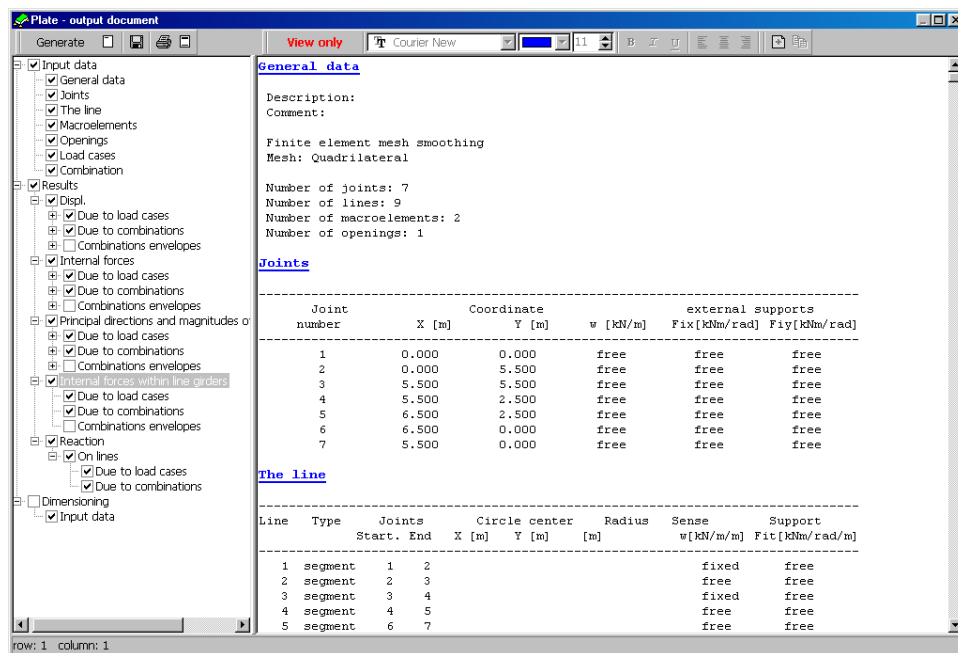 Plate - output document
Generate View only Courier New 11 B I U
Input data
General data
Joints
The line
Macroelements
Openings
Load cases
Combination
Results
Displ.
Due to load cases
Due to combinations
Combinations envelopes
Internal forces
Due to load cases
Due to combinations
Combinations envelopes
Principal directions and magnitudes o
Due to load cases
Due to combinations
Combinations envelopes
Internal forces within line girders
Due to load cases
Due to combinations
Combinations envelopes
Reaction
On lines
Due to load cases
Due to combinations
Dimensioning
Input data
General data
Description:
Comment:
Finite element mesh smoothing
Mesh: Quadrilateral
Number of joints: 7
Number of lines: 9
Number of macroelements: 2
Number of openings: 1
Joints
Joint Coordinate external supports
number X [m] Y [m] w [kN/m] Fix[kNm/rad] Fiy[kNm/rad]
1 0.000 0.000 free free free
2 0.000 5.500 free free free
3 5.500 5.500 free free free
4 5.500 2.500 free free free
5 6.500 2.500 free free free
6 6.500 0.000 free free free
7 5.500 0.000 free free free
The line
Line Type Joints Circle center Radius Sense Support
Start. End X [m] Y [m] [m] w[kN/m/m] Fit[kNm/rad/m]
1 segment 1 2 fixed free
2 segment 2 3 free free
3 segment 3 4 fixed free
4 segment 4 5 free free
5 segment 6 7 free free
row: 1 column: 1